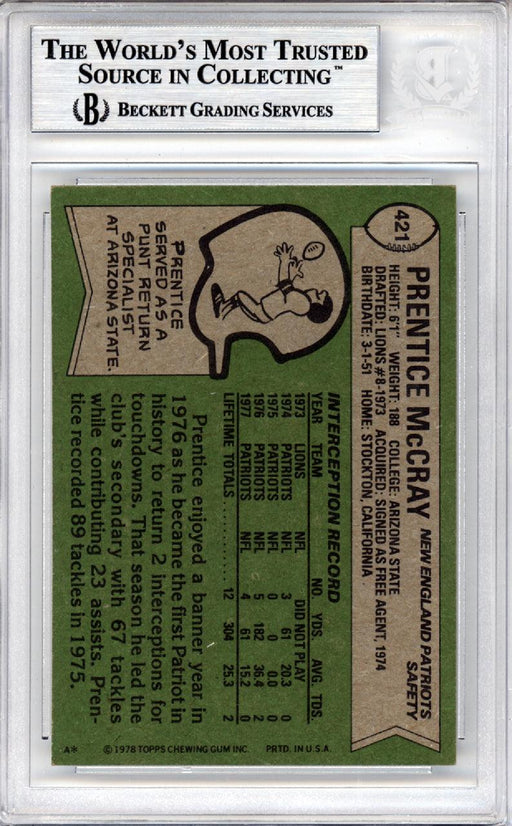 THE WORLD'S MOST TRUSTED
SOURCE IN COLLECTING™
B BECKETT GRADING SERVICES
421
PRENTICE McCRAY NEW ENGLAND PATRIOTS
SAFETY
HEIGHT: 6'1" WEIGHT: 188 COLLEGE: ARIZONA STATE
DRAFTED: LIONS #8-1973 ACQUIRED: SIGNED AS FREE AGENT, 1974
BIRTHDATE: 3-1-51 HOME: STOCKTON, CALIFORNIA
PRENTICE
SERVED AS A
PUNT RETURN
SPECIALIST
AT ARIZONA STATE.
INTERCEPTION RECORD
YEAR TEAM NO. YDS. AVG. TDS.
1973 LIONS NFL DID NOT PLAY
1974 PATRIOTS NFL 3 61 20.3 0
1975 PATRIOTS NFL 0 0 0.0 0
1976 PATRIOTS NFL 5 182 36.4 2
1977 PATRIOTS NFL 4 61 15.2 0
LIFETIME TOTALS.......... 12 304 25.3 2
Prentice enjoyed a banner year in
1976 as he became the first Patriot in
history to return 2 interceptions for
touchdowns. That season he led the
club's secondary with 67 tackles
while contributing 23 assists. Pren-
tice recorded 89 tackles in 1975.
A* ©1978 TOPPS CHEWING GUM INC. PRTD. IN U.S.A.